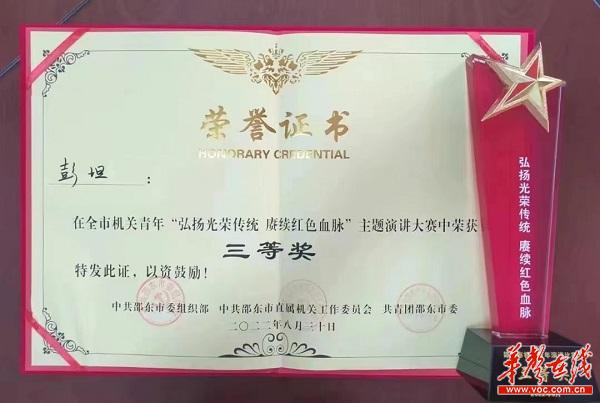 荣誉证书
HONORARY CREDENTIAL
彭坦：
在全市机关青年“弘扬光荣传统 赓续红色血脉”主题演讲大赛中荣获
三等奖
特发此证，以资鼓励！
中共邵东市委组织部 中共邵东市直属机关工作委员会 共青团邵东市委
二〇二二年八月三十日
弘扬光荣传统 赓续红色血脉
华声在线
www.voc.com.cn